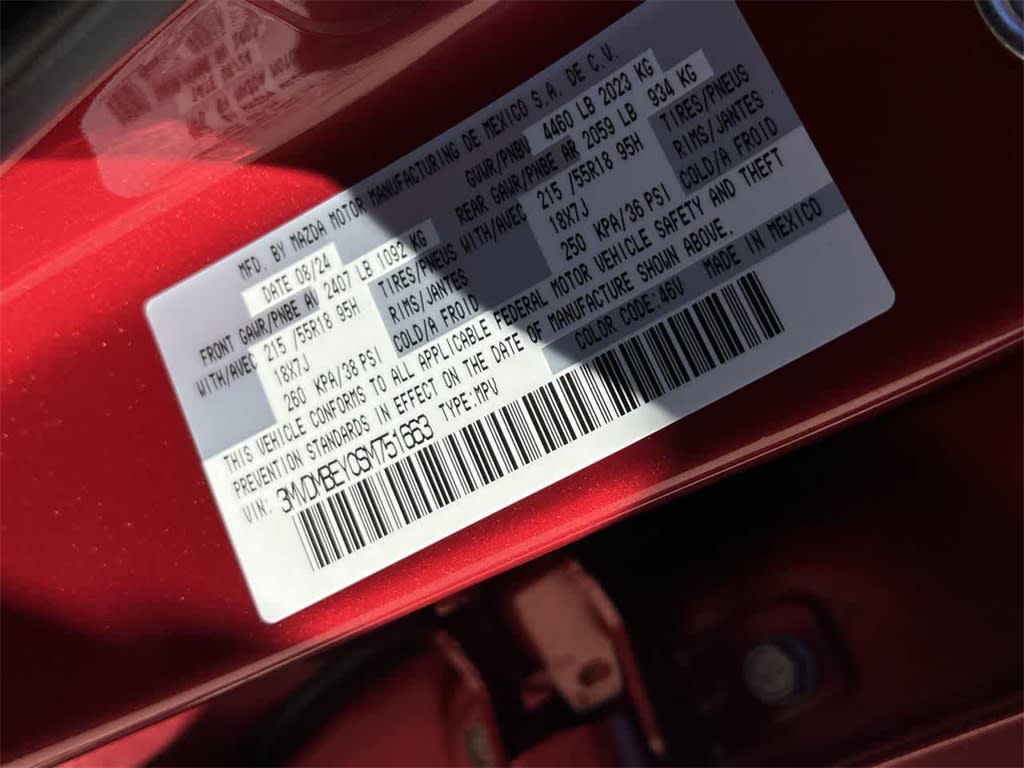 MFD. BY MAZDA MOTOR MANUFACTURING DE MEXICO S.A. DE C.V.
DATE 08/24 GVWR/PNBV 4460 LB 2023 KG
FRONT GAWR/PNBE AV 2407 LB 1092 KG REAR GAWR/PNBE AR 2059 LB 934 KG
WITH/AVEC 215 /55R18 95H TIRES/PNEUS WITH/AVEC 215 /55R18 95H TIRES/PNEUS
18X7J RIMS/JANTES 18X7J RIMS/JANTES
260 KPA/38 PSI COLD/A FROID 250 KPA/36 PSI COLD/A FROID
THIS VEHICLE CONFORMS TO ALL APPLICABLE FEDERAL MOTOR VEHICLE SAFETY AND THEFT
PREVENTION STANDARDS IN EFFECT ON THE DATE OF MANUFACTURE SHOWN ABOVE.
VIN: 3MVDMBEY0SM751663 TYPE:MPV COLOR CODE:46V MADE IN MEXICO